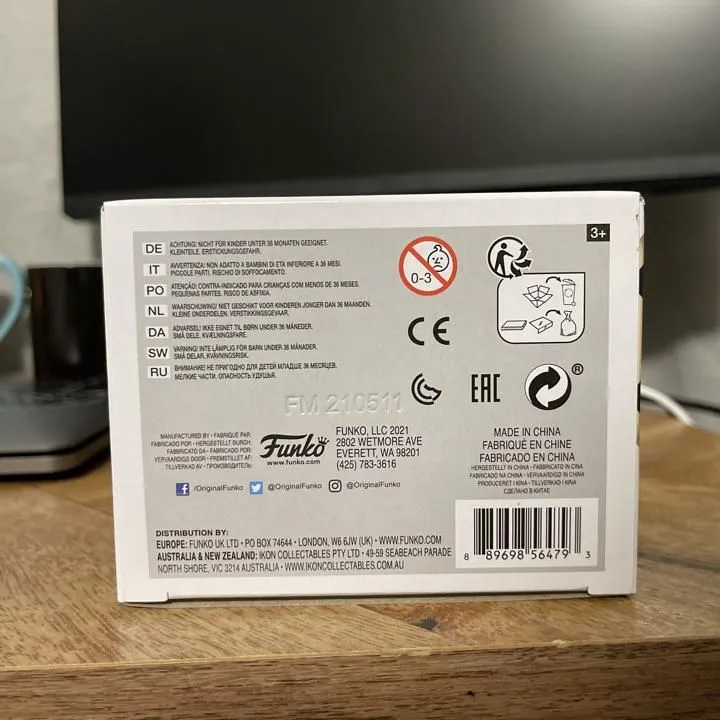 3+
DE ACHTUNG! NICHT FÜR KINDER UNTER 36 MONATEN GEEIGNET.
KLEINTEILE. ERSTICKUNGSGEFAHR.
IT AVVERTENZA! NON ADATTO A BAMBINI DI ETÀ INFERIORE A 36 MESI.
PICCOLE PARTI. RISCHIO DI SOFFOCAMENTO.
PO ATENÇÃO! CONTRA-INDICADO PARA CRIANÇAS COM MENOS DE 36 MESES.
PEQUENAS PARTES. RISCO DE ASFIXIA.
NL WAARSCHUWING! NIET GESCHIKT VOOR KINDEREN JONGER DAN 36 MAANDEN.
KLEINE ONDERDELEN. VERSTIKKINGSGEVAAR.
DA ADVARSEL! IKKE EGNET TIL BØRN UNDER 36 MÅNEDER.
SMÅ DELE. KVÆLNINGSFARE.
SW VARNING! INTE LÄMPLIG FÖR BARN UNDER 36 MÅNADER.
SMÅ DELAR. KVÄVNINGSRISK.
RU ВНИМАНИЕ! НЕ ПРИГОДНО ДЛЯ ДЕТЕЙ МЛАДШЕ 36 МЕСЯЦЕВ.
МЕЛКИЕ ЧАСТИ. ОПАСНОСТЬ УДУШЬЯ.
0-3
CE
EAC
®
FM 210511
MANUFACTURED BY • FABRIQUÉ PAR
FABRICADO POR • HERGESTELLT DURCH
FABBRICATO DA • FABRICADO POR
VERVAARDIGD DOOR • FREMSTILLET AF
TILLVERKAD AV • ПРОИЗВОДИТЕЛЬ:
Funko
www.funko.com
FUNKO, LLC 2021
2802 WETMORE AVE
EVERETT, WA 98201
(425) 783-3616
MADE IN CHINA
FABRIQUÉ EN CHINE
FABRICADO EN CHINA
HERGESTELLT IN CHINA • FABBRICATO IN CINA
FABRICADO NA CHINA • VERVAARDIGD IN CHINA
PRODUCERET I KINA • TILLVERKAD I KINA
СДЕЛАНО В КИТАЕ
/OriginalFunko @OriginalFunko @OriginalFunko
DISTRIBUTION BY:
EUROPE: FUNKO UK LTD • PO BOX 74644 • LONDON, W6 6JW (UK) • WWW.FUNKO.COM
AUSTRALIA & NEW ZEALAND: IKON COLLECTABLES PTY LTD • 49-59 SEABEACH PARADE
NORTH SHORE, VIC 3214 AUSTRALIA • WWW.IKONCOLLECTABLES.COM.AU
8 89698 56479 3